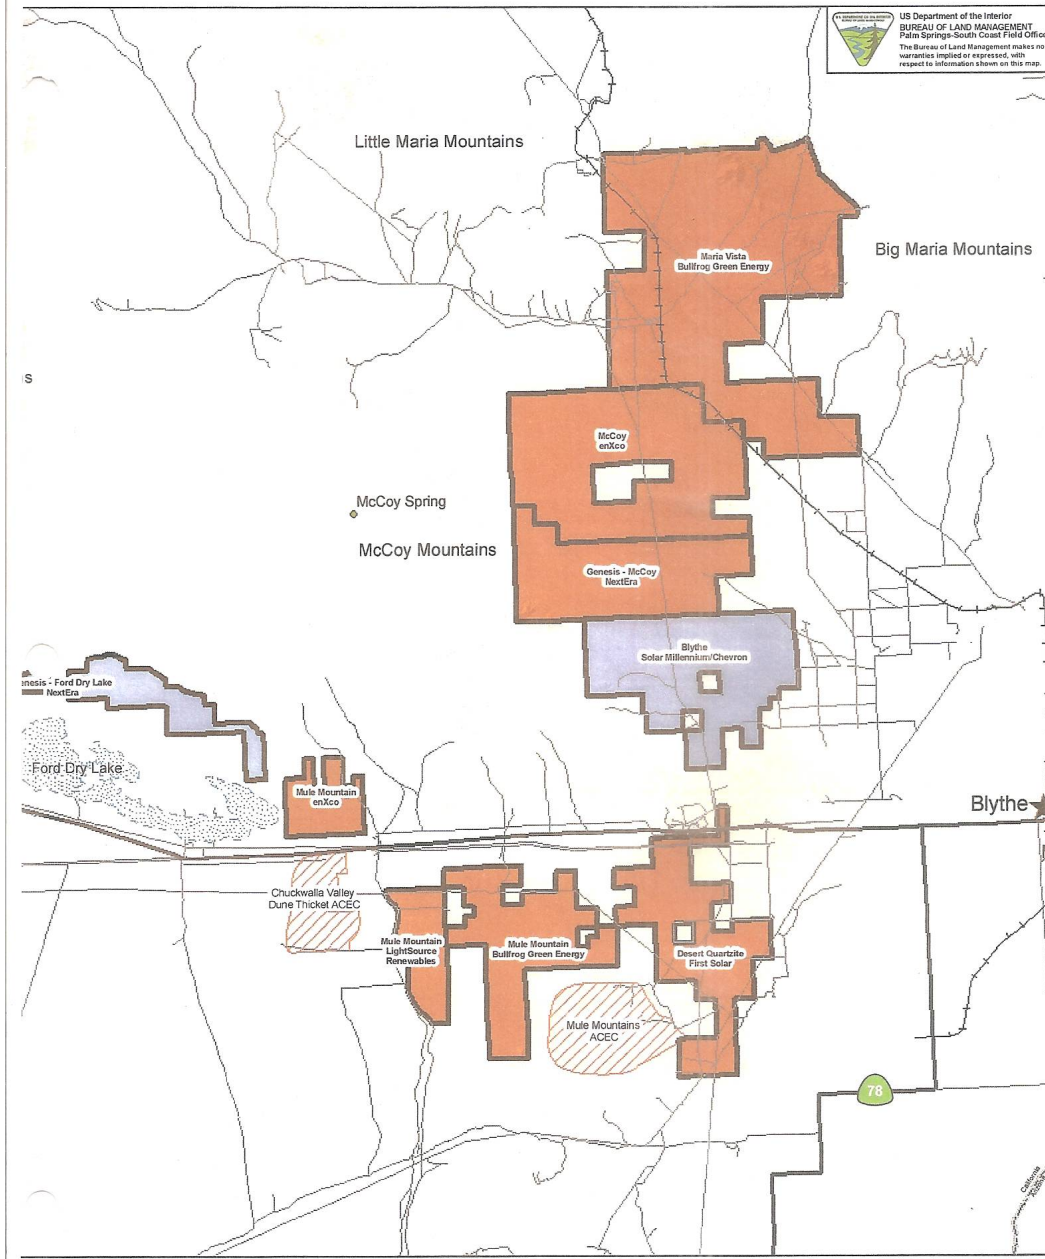 US Department of the Interior
BUREAU OF LAND MANAGEMENT
Palm Springs-South Coast Field Office
The Bureau of Land Management makes no
warranties implied or expressed, with
respect to information shown on this map.
Little Maria Mountains
Big Maria Mountains
Maria Vista
Bullfrog Green Energy
s
McCoy
enXco
McCoy Spring
McCoy Mountains
Genesis - McCoy
NextEra
Blythe
Solar Millennium/Chevron
enesis - Ford Dry Lake
NextEra
Ford Dry Lake
Mule Mountain
enXco
Blythe
Chuckwalla Valley
Dune Thicket ACEC
Mule Mountain
LightSource
Renewables
Mule Mountain
Bullfrog Green Energy
Desert Quartzite
First Solar
Mule Mountains
ACEC
78
California
Arizona